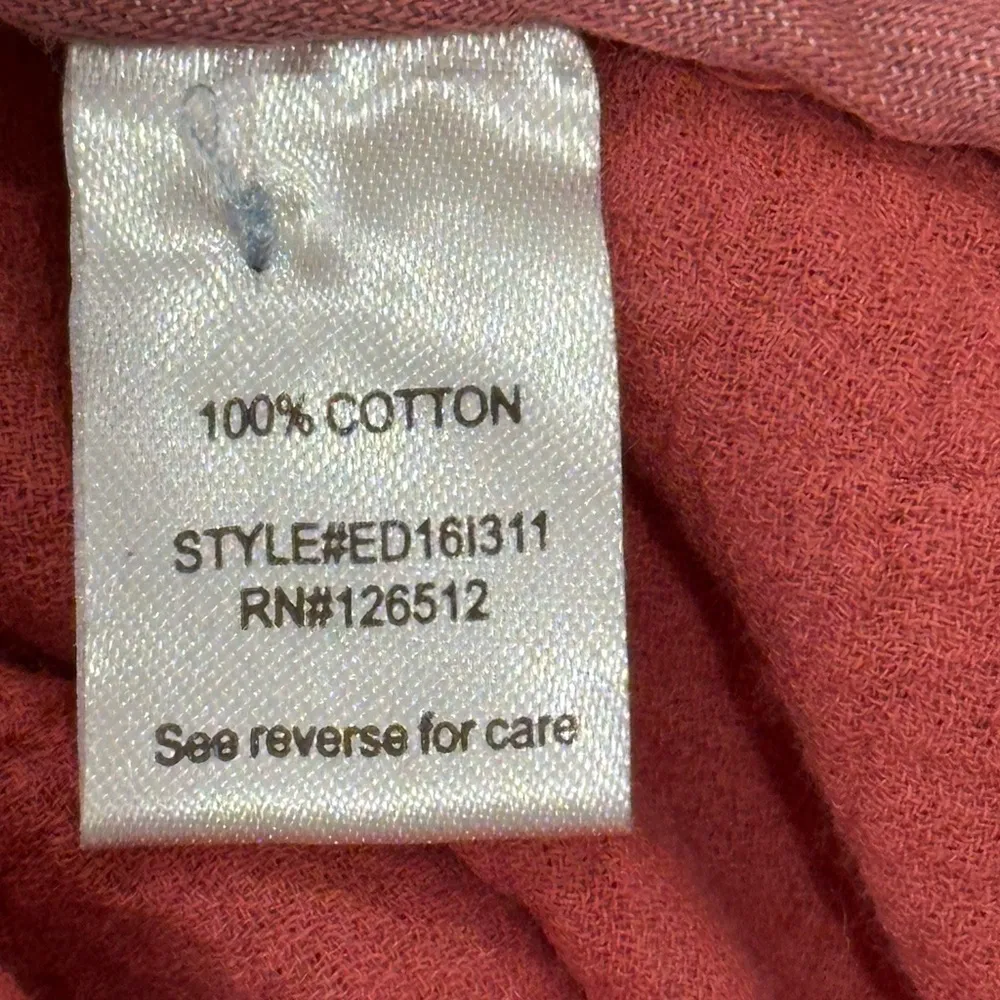 100% COTTON
STYLE#ED16I311
RN#126512
See reverse for care